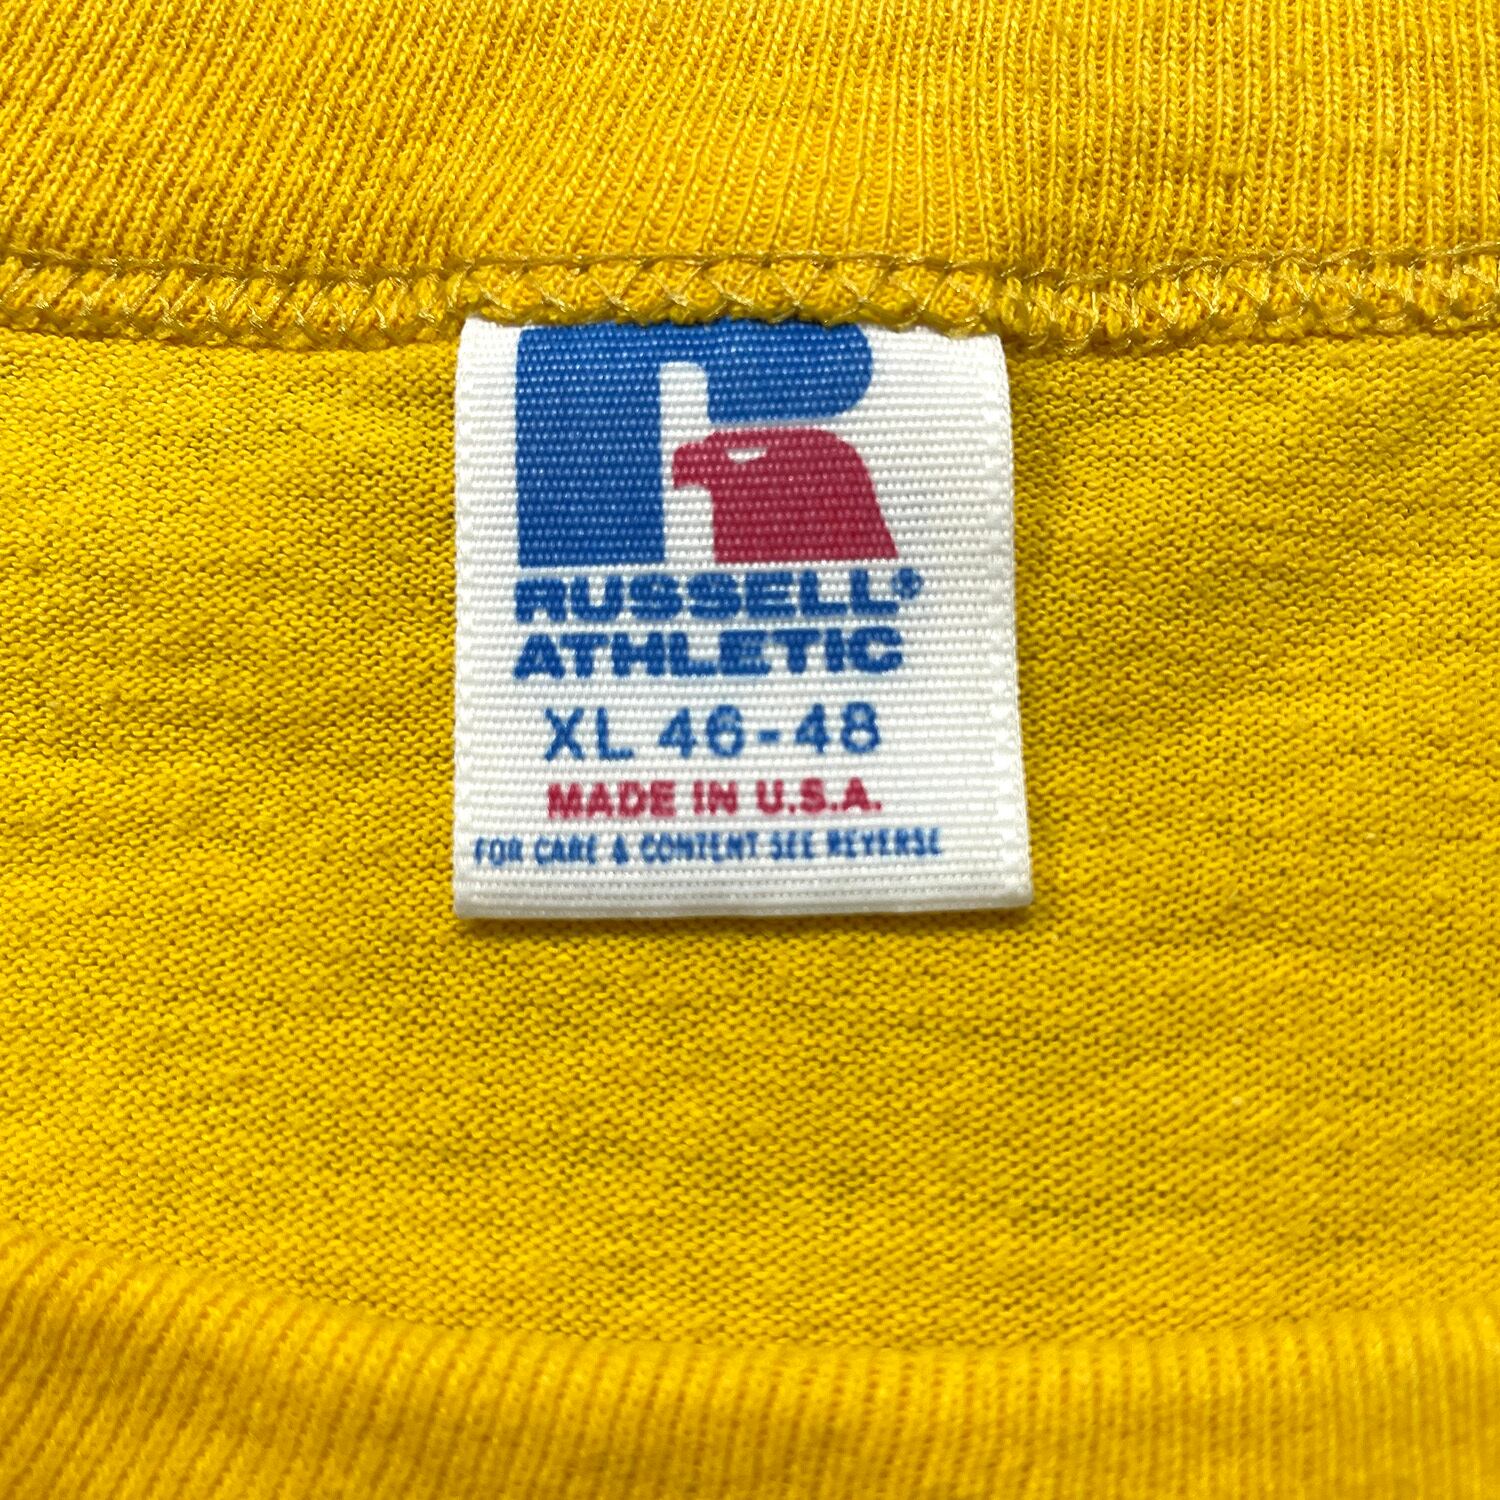 RUSSELL®
ATHLETIC
XL 46-48
MADE IN U.S.A.
FOR CARE & CONTENT SEE REVERSE